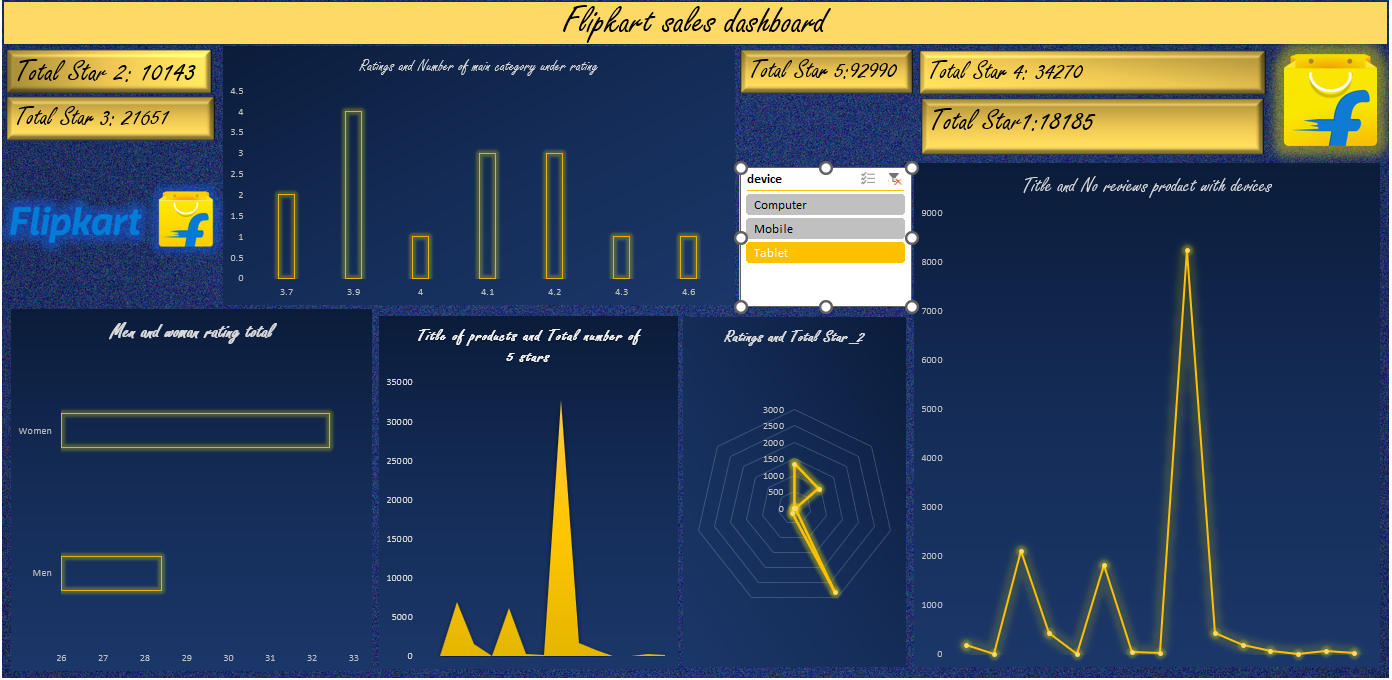 Flipkart sales dashboard
Total Star 2: 10143
Total Star 3: 21651
Flipkart
Ratings and Number of main category under rating
4.5
4
3.5
3
2.5
2
1.5
1
0.5
0
3.7 3.9 4 4.1 4.2 4.3 4.6
Total Star 5:92990
Total Star 4: 34270
Total Star1:18185
device
Computer
Mobile
Tablet
Men and woman rating total
Women
Men
26 27 28 29 30 31 32 33
Title of products and Total number of
5 stars
35000
30000
25000
20000
15000
10000
5000
0
Ratings and Total Star_2
3000
2500
2000
1500
1000
500
0
Title and No reviews product with devices
9000
8000
7000
6000
5000
4000
3000
2000
1000
0